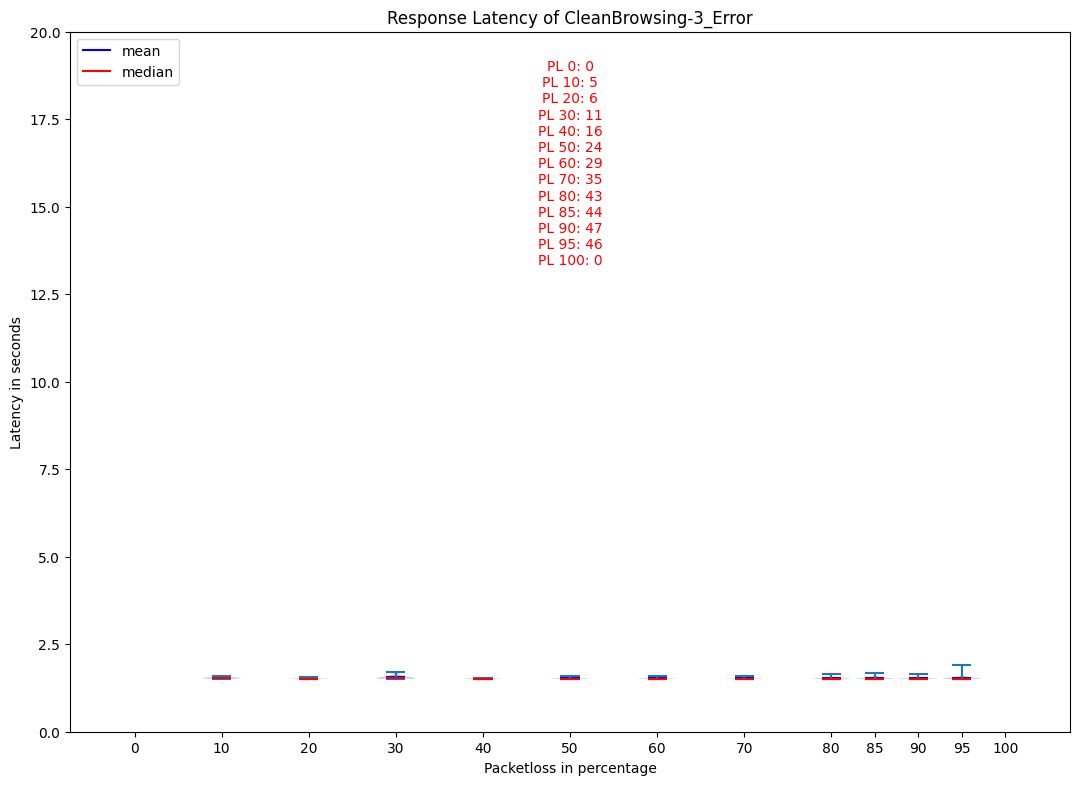 Response Latency of CleanBrowsing-3_Error
mean
median
PL 0: 0
PL 10: 5
PL 20: 6
PL 30: 11
PL 40: 16
PL 50: 24
PL 60: 29
PL 70: 35
PL 80: 43
PL 85: 44
PL 90: 47
PL 95: 46
PL 100: 0
Latency in seconds
20.0
17.5
15.0
12.5
10.0
7.5
5.0
2.5
0.0
0 10 20 30 40 50 60 70 80 85 90 95 100
Packetloss in percentage